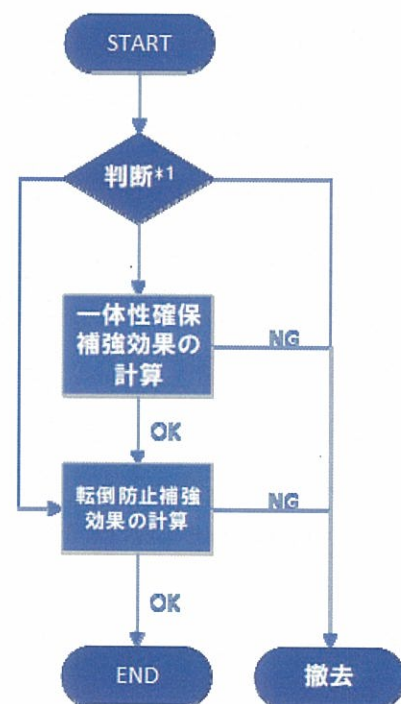 START
判断*1
一体性確保
補強効果の
計算
NG
OK
転倒防止補強
効果の計算
NG
OK
END
撤去